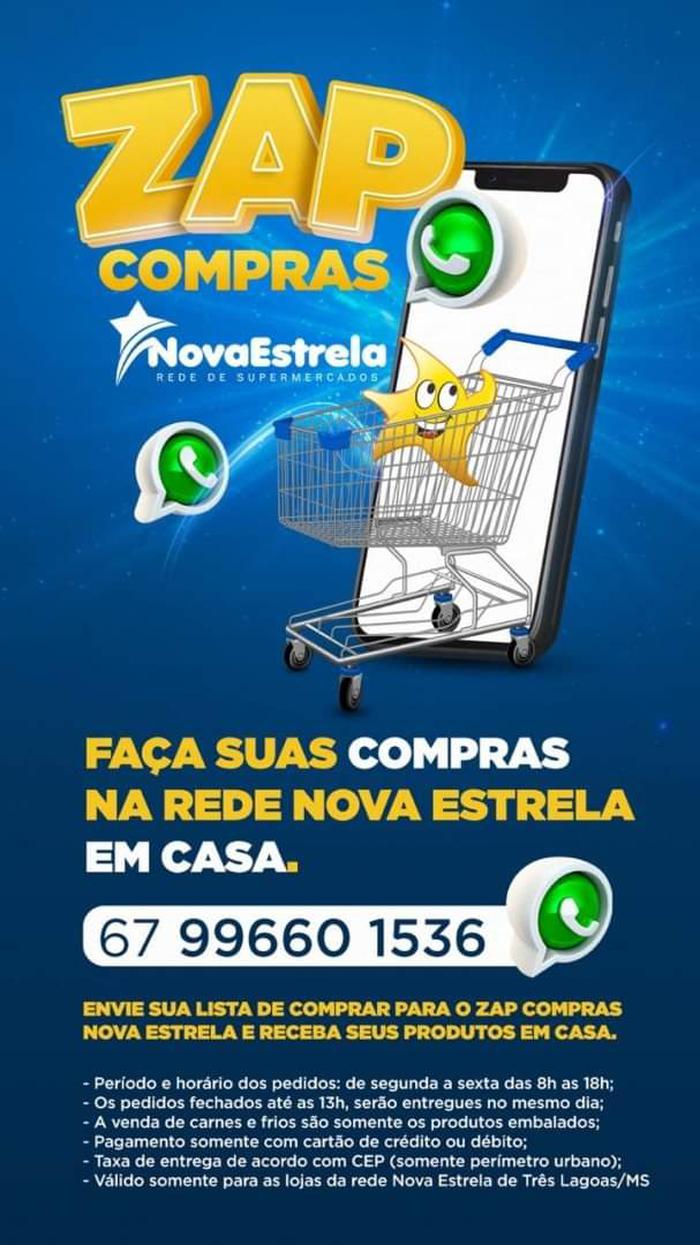 ZAP
COMPRAS
NovaEstrela
REDE DE SUPERMERCADOS
FAÇA SUAS COMPRAS
NA REDE NOVA ESTRELA
EM CASA.
67 99660 1536
ENVIE SUA LISTA DE COMPRAR PARA O ZAP COMPRAS
NOVA ESTRELA E RECEBA SEUS PRODUTOS EM CASA.
- Período e horário dos pedidos: de segunda a sexta das 8h as 18h;
- Os pedidos fechados até as 13h, serão entregues no mesmo dia;
- A venda de carnes e frios são somente os produtos embalados;
- Pagamento somente com cartão de crédito ou débito;
- Taxa de entrega de acordo com CEP (somente perímetro urbano);
- Válido somente para as lojas da rede Nova Estrela de Três Lagoas/MS